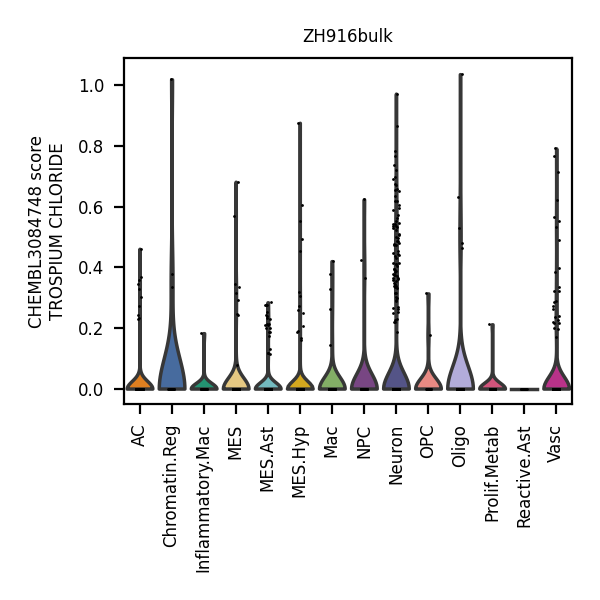 ZH916bulk
CHEMBL3084748 score
TROSPIUM CHLORIDE
1.0
0.8
0.6
0.4
0.2
0.0
AC
Chromatin.Reg
Inflammatory.Mac
MES
MES.Ast
MES.Hyp
Mac
NPC
Neuron
OPC
Oligo
Prolif.Metab
Reactive.Ast
Vasc